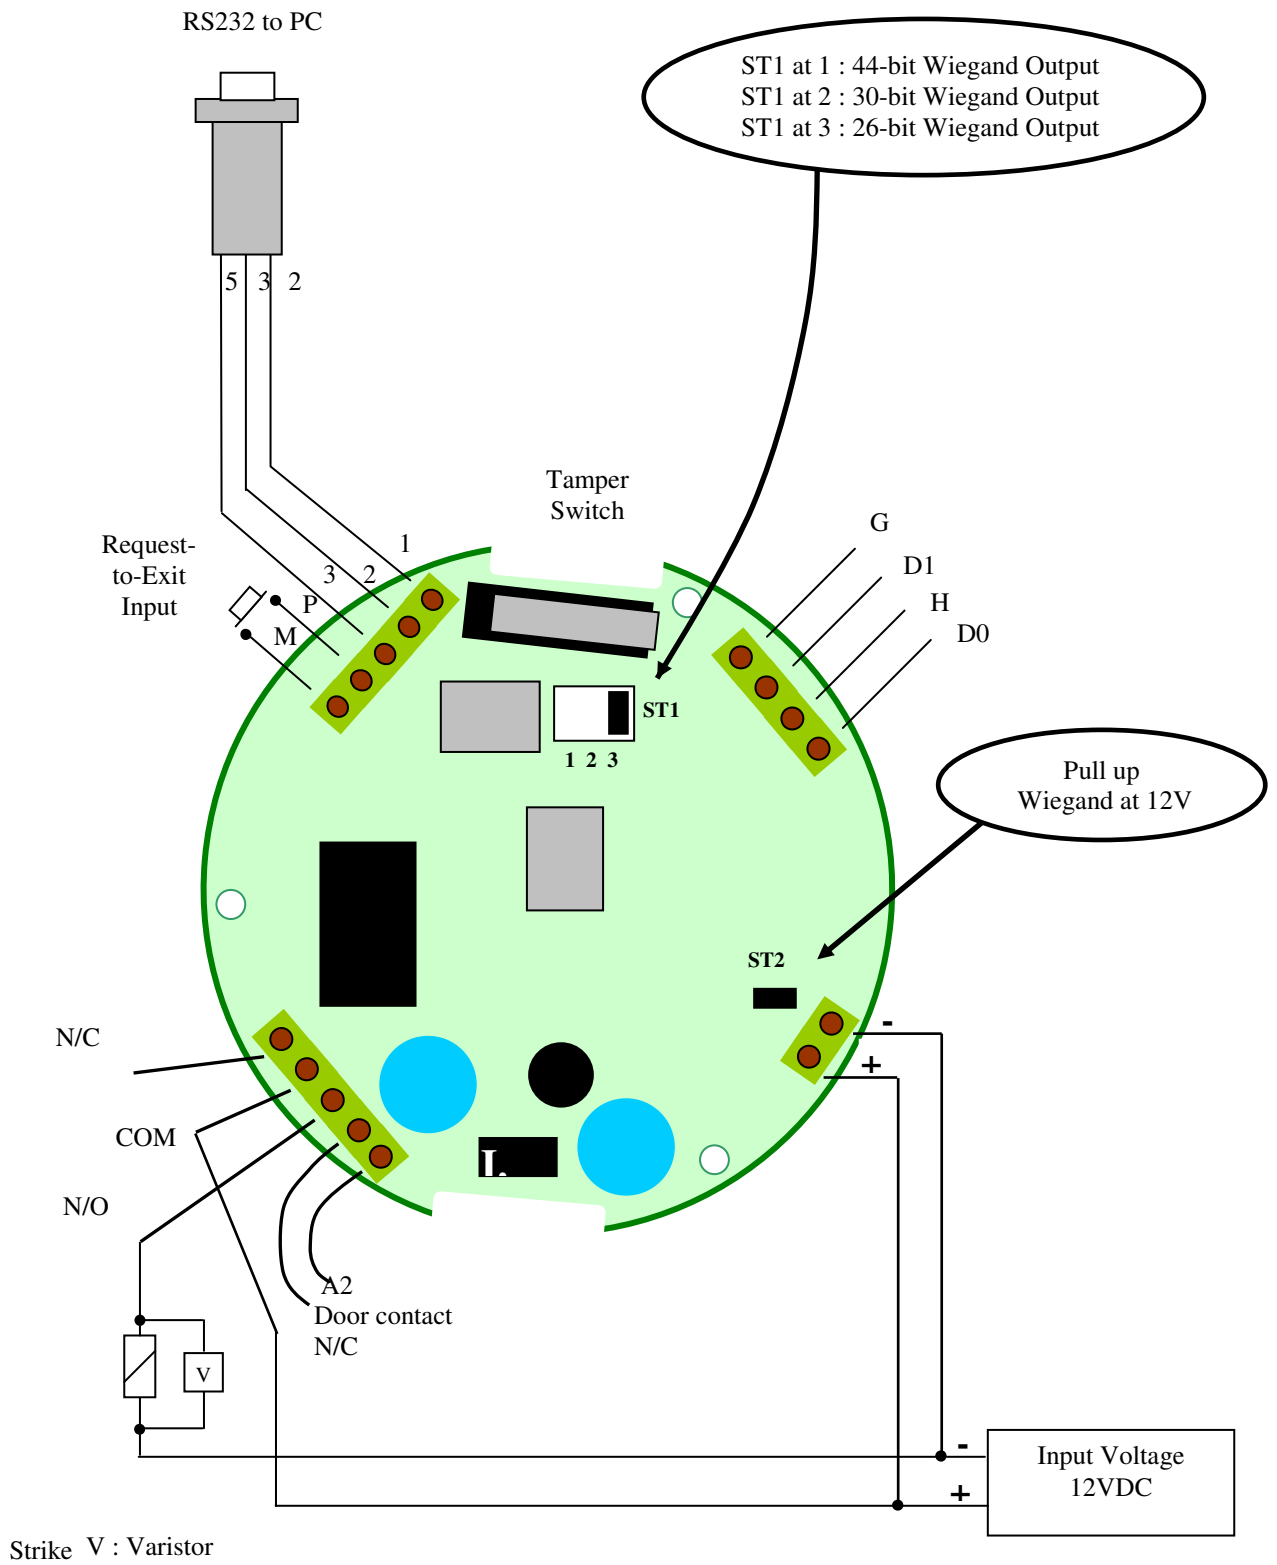 RS232 to PC
ST1 at 1 : 44-bit Wiegand Output
ST1 at 2 : 30-bit Wiegand Output
ST1 at 3 : 26-bit Wiegand Output
5 3 2
Tamper
Switch
Request-
to-Exit
Input
1
2
3
P
M
G
D1
H
D0
ST1
1 2 3
Pull up
Wiegand at 12V
ST2
-
+
N/C
COM
N/O
L
A2
Door contact
N/C
V
-
+
Input Voltage
12VDC
Strike V : Varistor